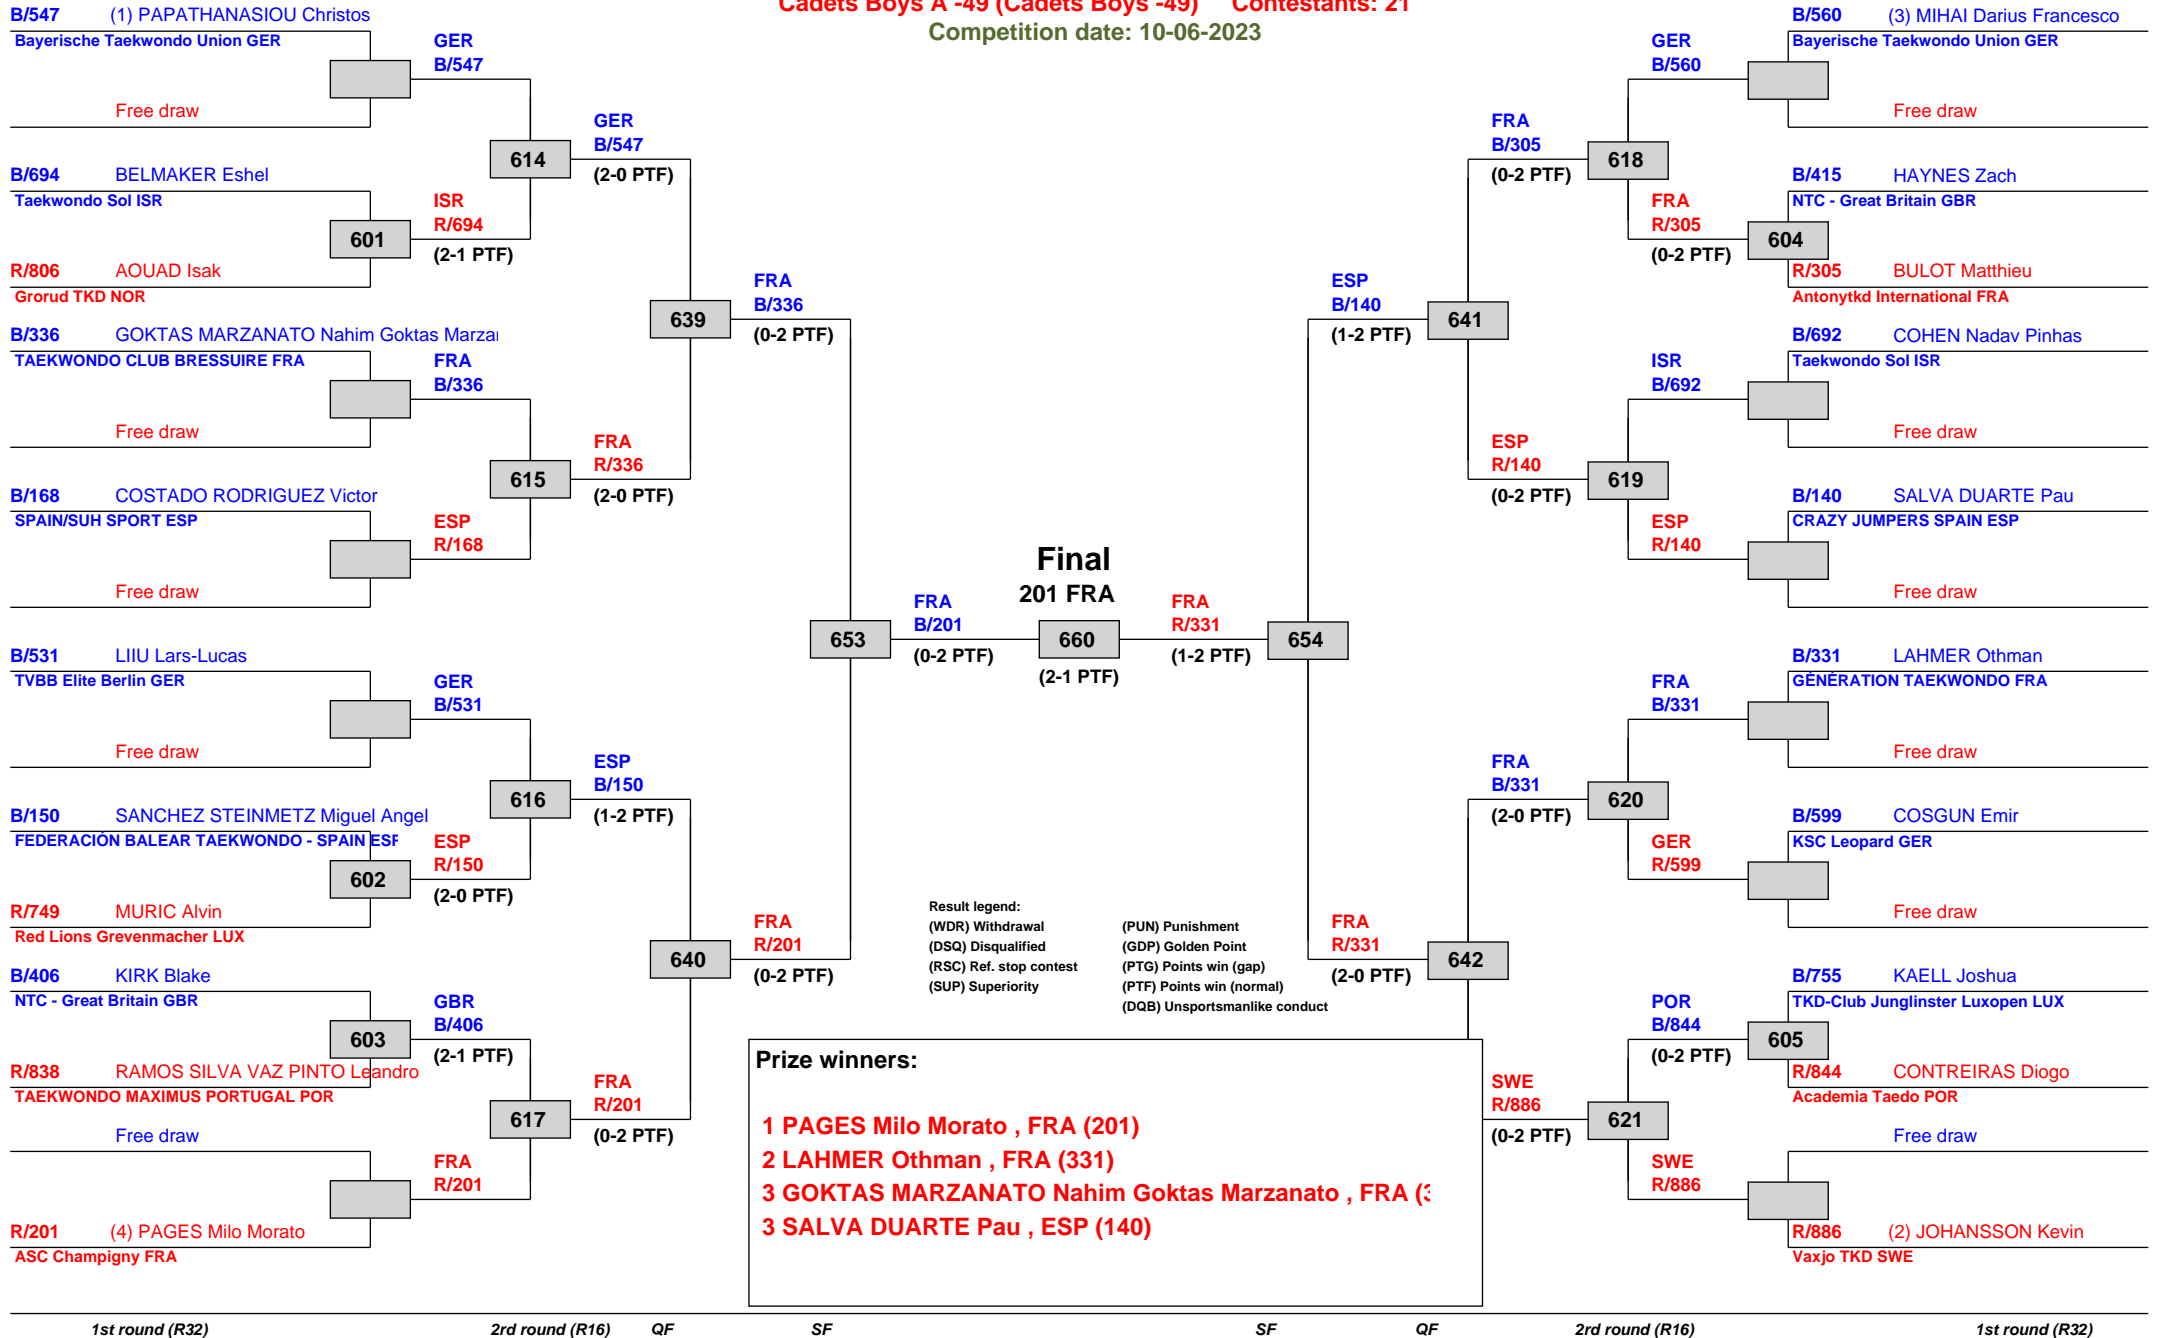 Cadets Boys A -49 (Cadets Boys -49) Contestants: 21
Competition date: 10-06-2023
B/547 (1) PAPATHANASIOU Christos
Bayerische Taekwondo Union GER
Free draw
B/694 BELMAKER Eshel
Taekwondo Sol ISR
601
R/806 AOUAD Isak
Grorud TKD NOR
B/336 GOKTAS MARZANATO Nahim Goktas Marza
TAEKWONDO CLUB BRESSUIRE FRA
Free draw
B/168 COSTADO RODRIGUEZ Victor
SPAIN/SUH SPORT ESP
Free draw
B/531 LIIU Lars-Lucas
TVBB Elite Berlin GER
Free draw
B/150 SANCHEZ STEINMETZ Miguel Angel
FEDERACIÓN BALEAR TAEKWONDO - SPAIN ESP
602
R/749 MURIC Alvin
Red Lions Grevenmacher LUX
B/406 KIRK Blake
NTC - Great Britain GBR
603
R/838 RAMOS SILVA VAZ PINTO Leandro
TAEKWONDO MAXIMUS PORTUGAL POR
Free draw
R/201 (4) PAGES Milo Morato
ASC Champigny FRA
GER
B/547
614
ISR
R/694
(2-1 PTF)
FRA
B/336
615
ESP
R/168
GER
B/531
616
ESP
R/150
(2-0 PTF)
GBR
B/406
(2-1 PTF)
617
FRA
R/201
GER
B/547
(2-0 PTF)
639
FRA
R/336
(2-0 PTF)
ESP
B/150
(1-2 PTF)
640
FRA
R/201
(0-2 PTF)
FRA
B/336
(0-2 PTF)
653
FRA
R/201
(0-2 PTF)
FRA
B/201
(0-2 PTF)
Final
201 FRA
660
(2-1 PTF)
FRA
R/331
(1-2 PTF)
ESP
B/140
(1-2 PTF)
654
FRA
R/331
(2-0 PTF)
FRA
B/305
(0-2 PTF)
641
ESP
R/140
(0-2 PTF)
FRA
B/331
(2-0 PTF)
642
SWE
R/886
(0-2 PTF)
GER
B/560
618
FRA
R/305
(0-2 PTF)
ISR
B/692
619
ESP
R/140
FRA
B/331
620
GER
R/599
POR
B/844
(0-2 PTF)
621
SWE
R/886
B/560 (3) MIHAI Darius Francesco
Bayerische Taekwondo Union GER
Free draw
B/415 HAYNES Zach
NTC - Great Britain GBR
604
R/305 BULOT Matthieu
Antonytkd International FRA
B/692 COHEN Nadav Pinhas
Taekwondo Sol ISR
Free draw
B/140 SALVA DUARTE Pau
CRAZY JUMPERS SPAIN ESP
Free draw
B/331 LAHMER Othman
GÉNÉRATION TAEKWONDO FRA
Free draw
B/599 COSGUN Emir
KSC Leopard GER
Free draw
B/755 KAELL Joshua
TKD-Club Junglinster Luxopen LUX
605
R/844 CONTREIRAS Diogo
Academia Taedo POR
Free draw
R/886 (2) JOHANSSON Kevin
Vaxjo TKD SWE
Result legend:
(WDR) Withdrawal (PUN) Punishment
(DSQ) Disqualified (GDP) Golden Point
(RSC) Ref. stop contest (PTG) Points win (gap)
(SUP) Superiority (PTF) Points win (normal)
(DQB) Unsportsmanlike conduct
Prize winners:
1 PAGES Milo Morato , FRA (201)
2 LAHMER Othman , FRA (331)
3 GOKTAS MARZANATO Nahim Goktas Marzanato , FRA (3
3 SALVA DUARTE Pau , ESP (140)
1st round (R32) 2rd round (R16) QF SF SF QF 2rd round (R16) 1st round (R32)